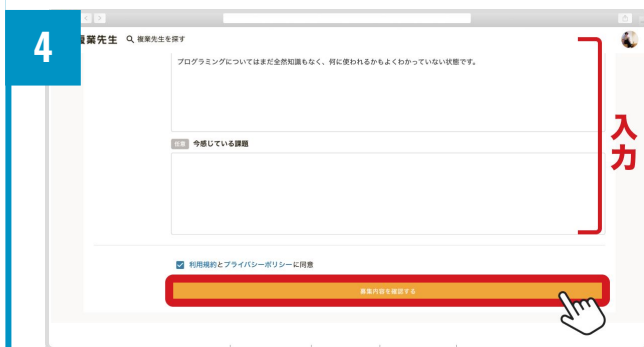 4
複業先生 複業先生を探す
プログラミングについてはまだ全然知識もなく、何に使われるかもよくわかっていない状態です。
任意 今感じている課題
入力
利用規約とプライバシーポリシーに同意
募集内容を確認する